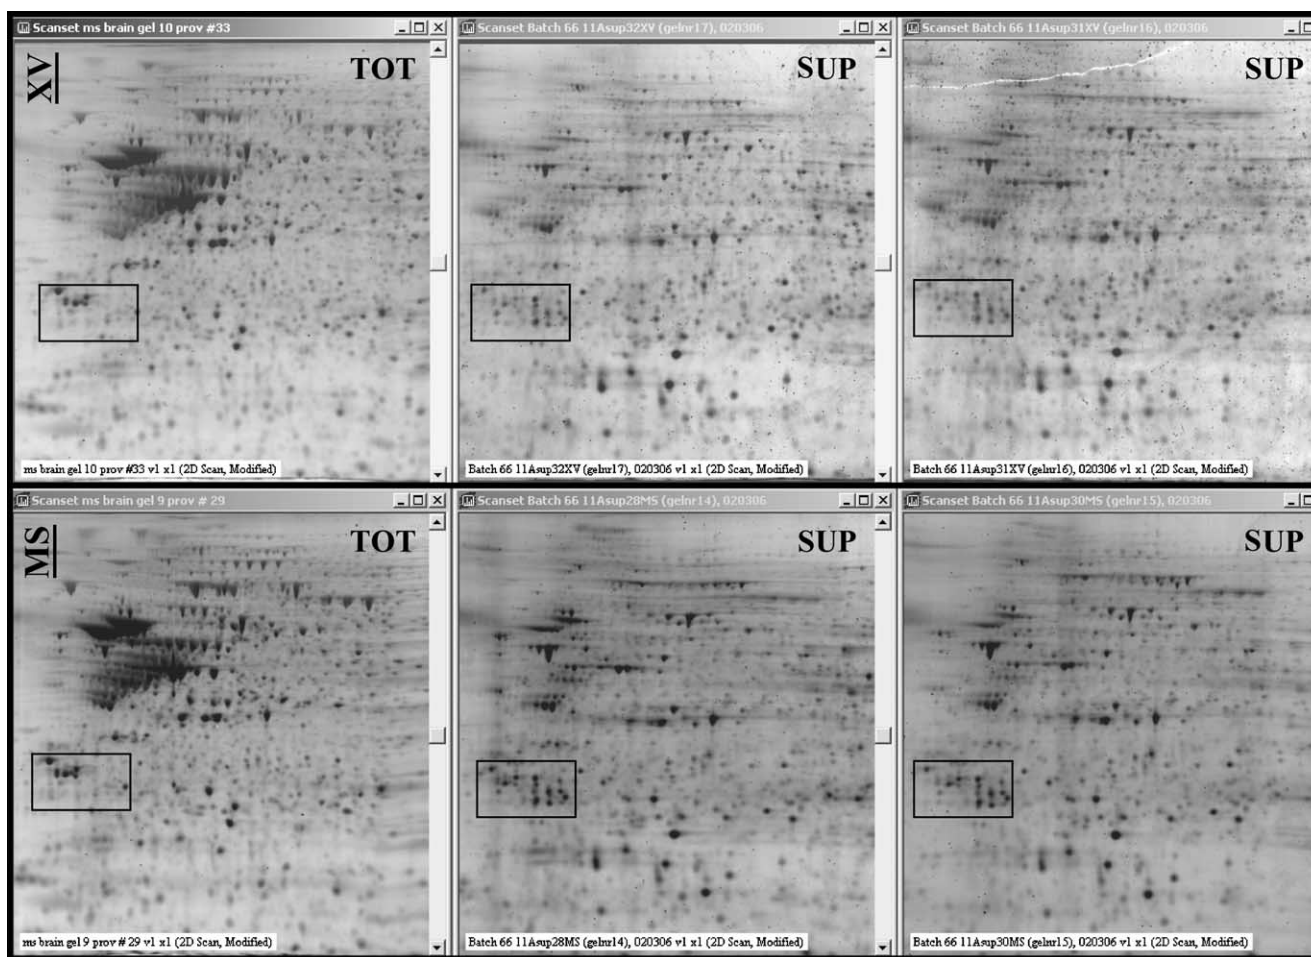 Scanset ms brain gel 10 prov #33
Scanset Batch 66 11Asup32XV (gelnr17), 020306
Scanset Batch 66 11Asup31XV (gelnr16), 020306
XV
TOT
SUP
SUP
ms brain gel 10 prov #33 v1 x1 (2D Scan, Modified)
Batch 66 11Asup32XV (gelnr17), 020306 v1 x1 (2D Scan, Modified)
Batch 66 11Asup31XV (gelnr16), 020306 v1 x1 (2D Scan, Modified)
Scanset ms brain gel 9 prov # 29
Scanset Batch 66 11Asup28MS (gelnr14), 020306
Scanset Batch 66 11Asup30MS (gelnr15), 020306
MS
TOT
SUP
SUP
ms brain gel 9 prov # 29 v1 x1 (2D Scan, Modified)
Batch 66 11Asup28MS (gelnr14), 020306 v1 x1 (2D Scan, Modified)
Batch 66 11Asup30MS (gelnr15), 020306 v1 x1 (2D Scan, Modified)